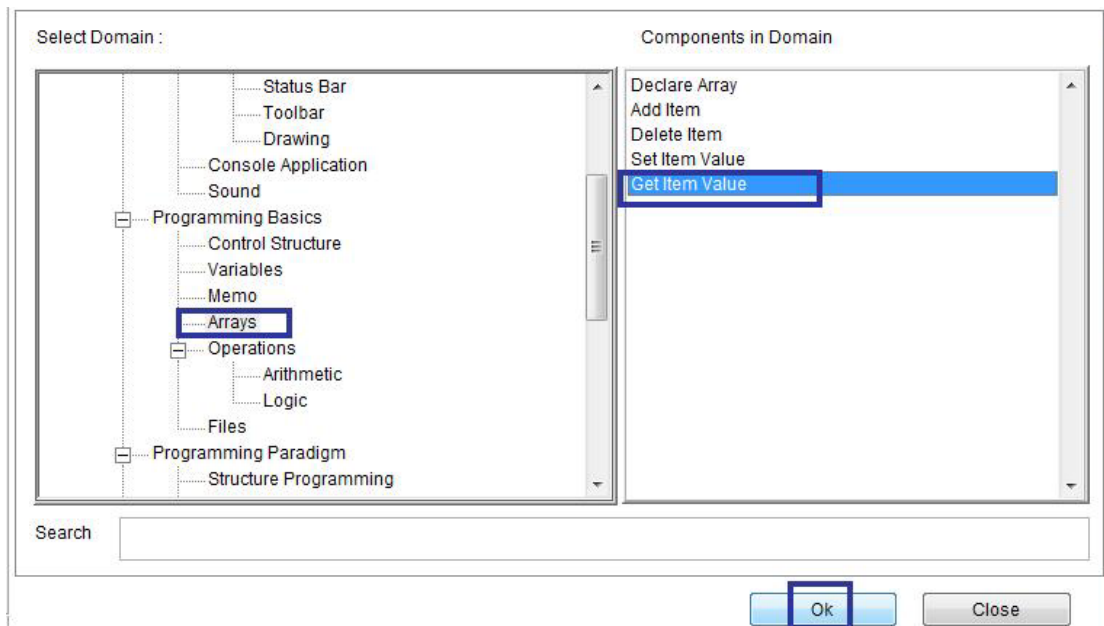 Select Domain :
Components in Domain
Status Bar
Toolbar
Drawing
Console Application
Sound
Programming Basics
Control Structure
Variables
Memo
Arrays
Operations
Arithmetic
Logic
Files
Programming Paradigm
Structure Programming
Declare Array
Add Item
Delete Item
Set Item Value
Get Item Value
Search
Ok
Close